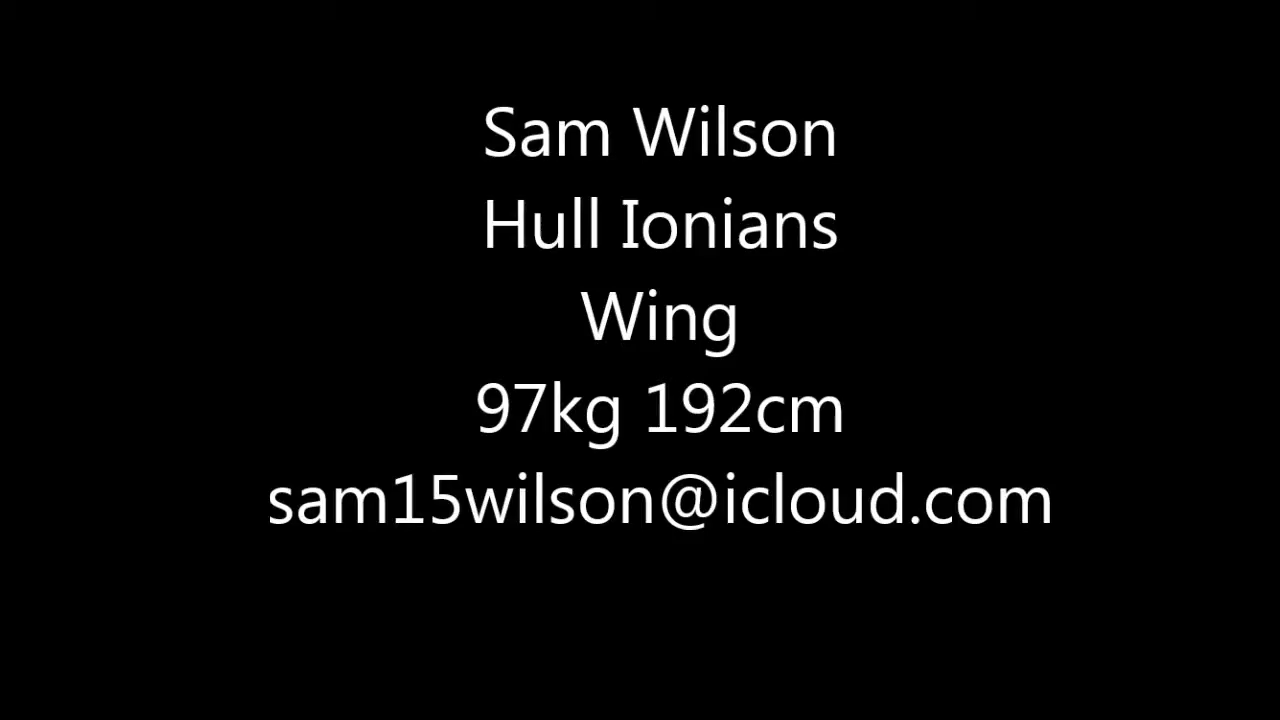 Sam Wilson
Hull Ionians
Wing
97kg 192cm
sam15wilson@icloud.com